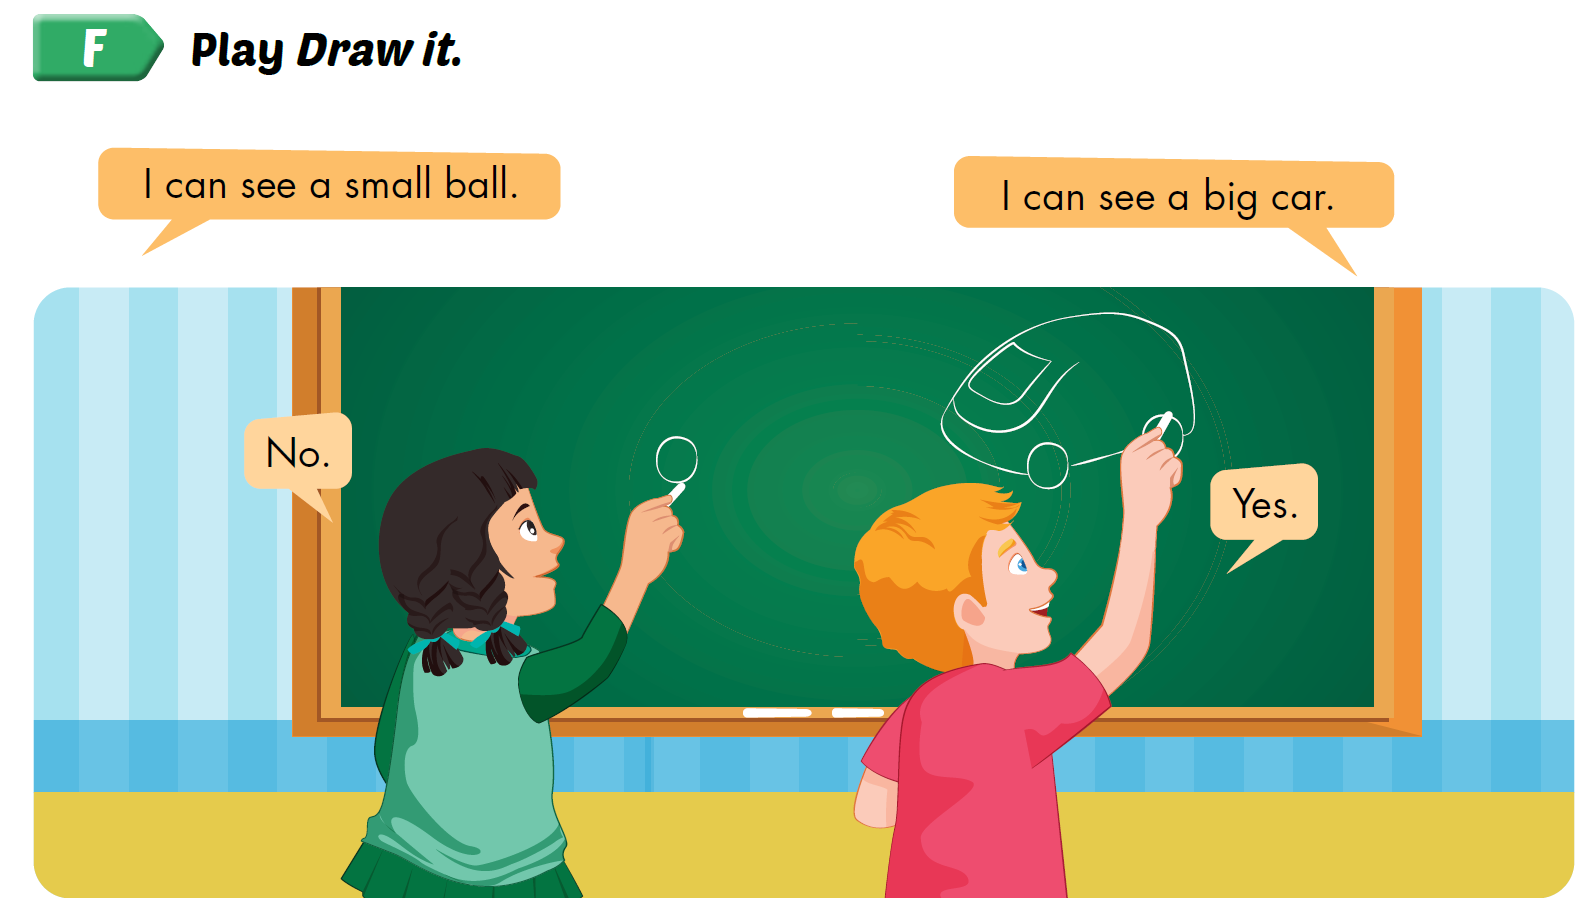 F Play Draw it.
I can see a small ball.
I can see a big car.
No.
Yes.